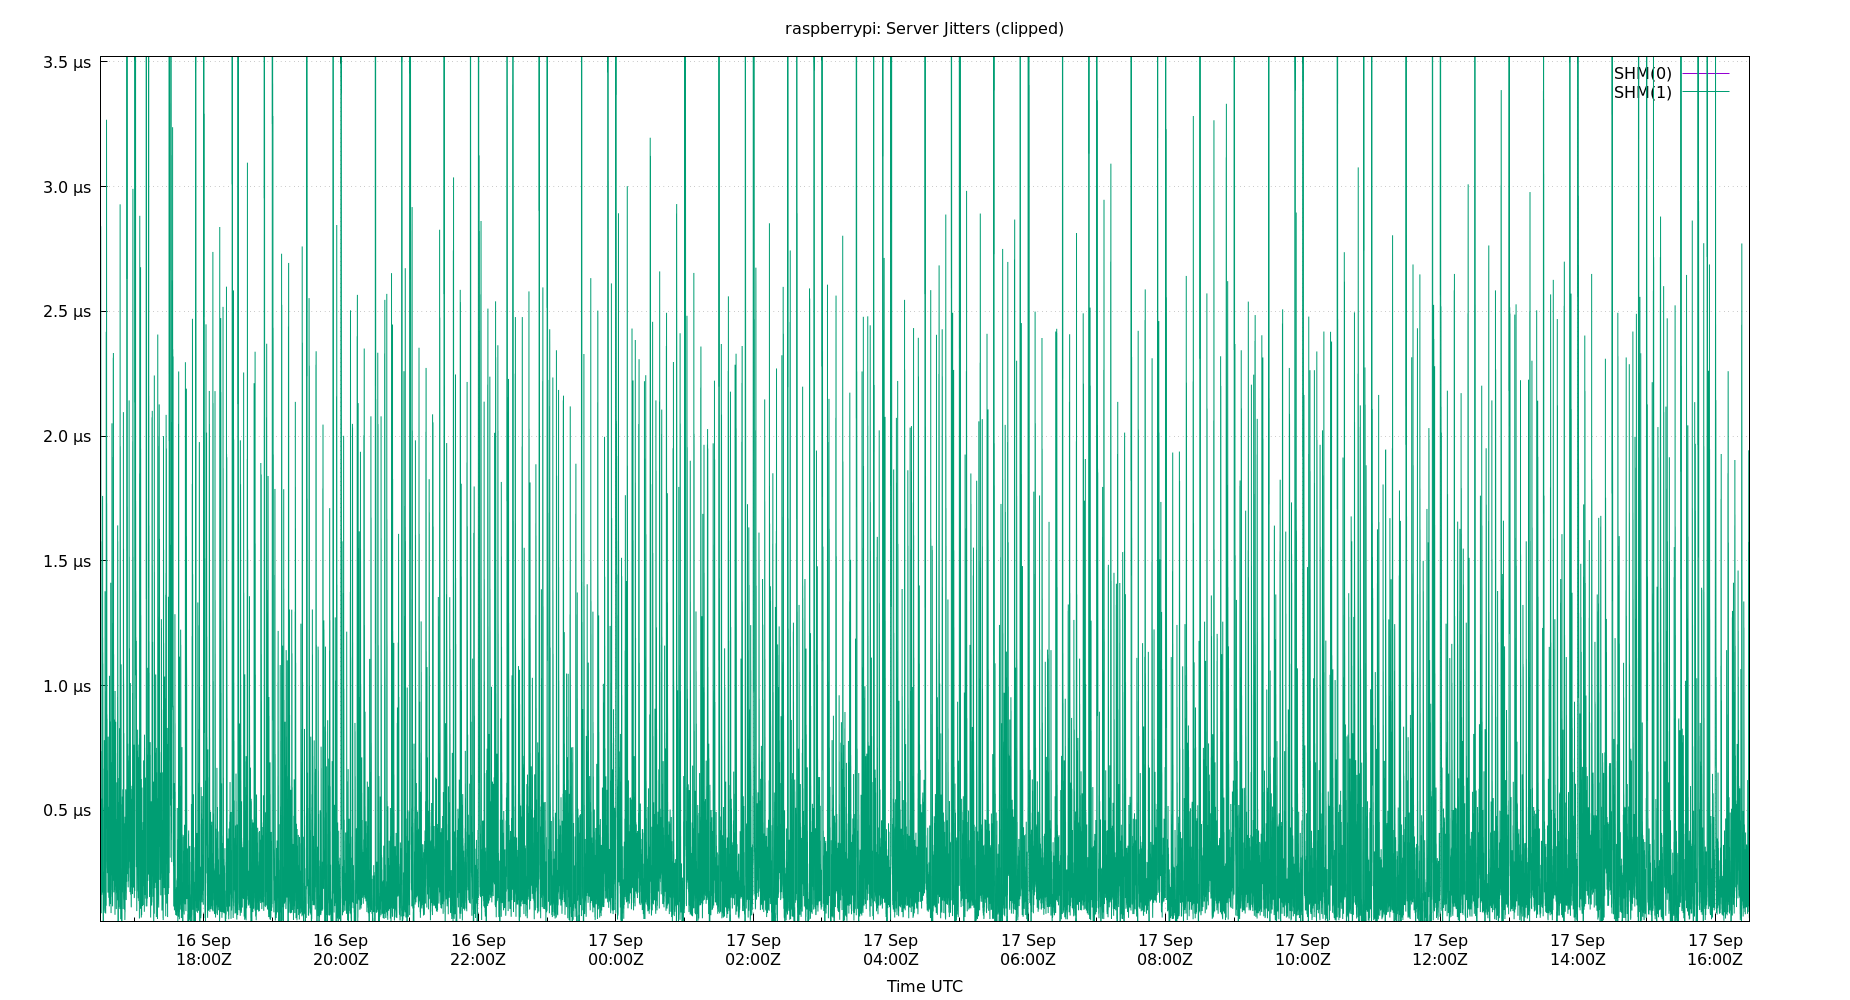 raspberrypi: Server Jitters (clipped)
3.5 µs
SHM(0)
SHM(1)
3.0 µs
2.5 µs
2.0 µs
1.5 µs
1.0 µs
0.5 µs
16 Sep 16 Sep 16 Sep 17 Sep 17 Sep 17 Sep 17 Sep 17 Sep 17 Sep 17 Sep 17 Sep 17 Sep
18:00Z 20:00Z 22:00Z 00:00Z 02:00Z 04:00Z 06:00Z 08:00Z 10:00Z 12:00Z 14:00Z 16:00Z
Time UTC